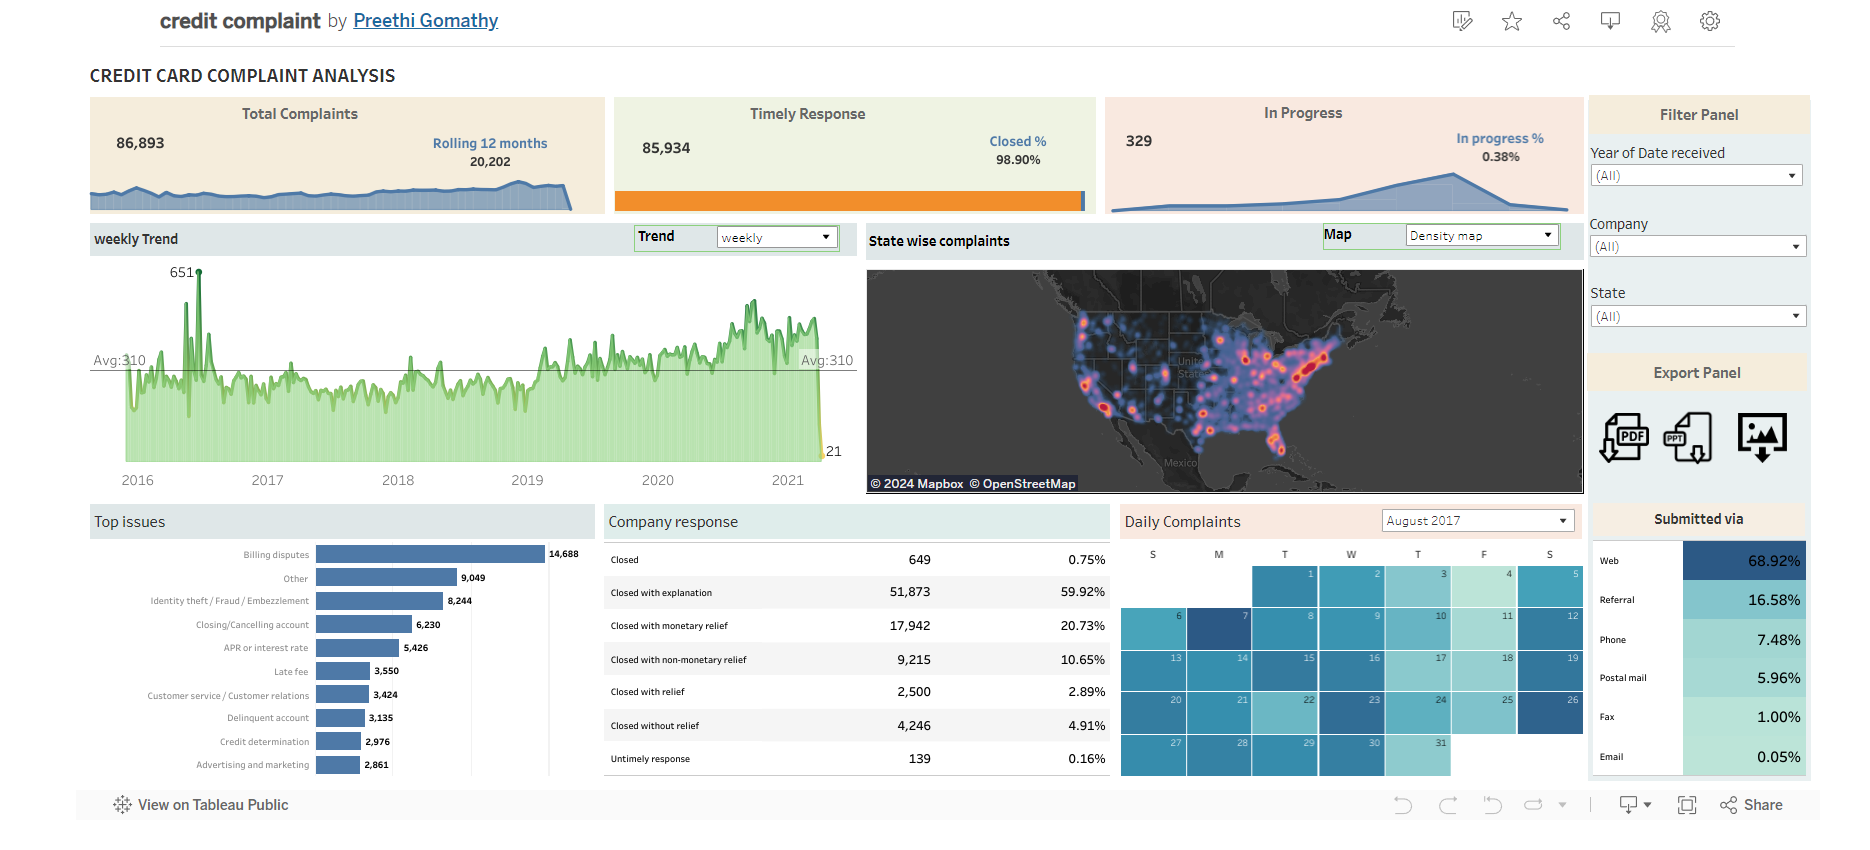 credit complaint by Preethi Gomathy
CREDIT CARD COMPLAINT ANALYSIS
Total Complaints
86,893
Rolling 12 months
20,202
Timely Response
85,934
Closed %
98.90%
In Progress
329
In progress %
0.38%
Filter Panel
Year of Date received
(All)
Company
(All)
State
(All)
weekly Trend
Trend
weekly
651
Avg:310
Avg:310
21
2016 2017 2018 2019 2020 2021
State wise complaints
Map
Density map
United
States
Mexico
© 2024 Mapbox © OpenStreetMap
Export Panel
PDF
PPT
Top issues
Billing disputes 14,688
Other 9,049
Identity theft / Fraud / Embezzlement 8,244
Closing/Cancelling account 6,230
APR or interest rate 5,426
Late fee 3,550
Customer service / Customer relations 3,424
Delinquent account 3,135
Credit determination 2,976
Advertising and marketing 2,861
Company response
Closed 649 0.75%
Closed with explanation 51,873 59.92%
Closed with monetary relief 17,942 20.73%
Closed with non-monetary relief 9,215 10.65%
Closed with relief 2,500 2.89%
Closed without relief 4,246 4.91%
Untimely response 139 0.16%
Daily Complaints
August 2017
S M T W T F S
1 2 3 4 5
6 7 8 9 10 11 12
13 14 15 16 17 18 19
20 21 22 23 24 25 26
27 28 29 30 31
Submitted via
Web 68.92%
Referral 16.58%
Phone 7.48%
Postal mail 5.96%
Fax 1.00%
Email 0.05%
View on Tableau Public
Share